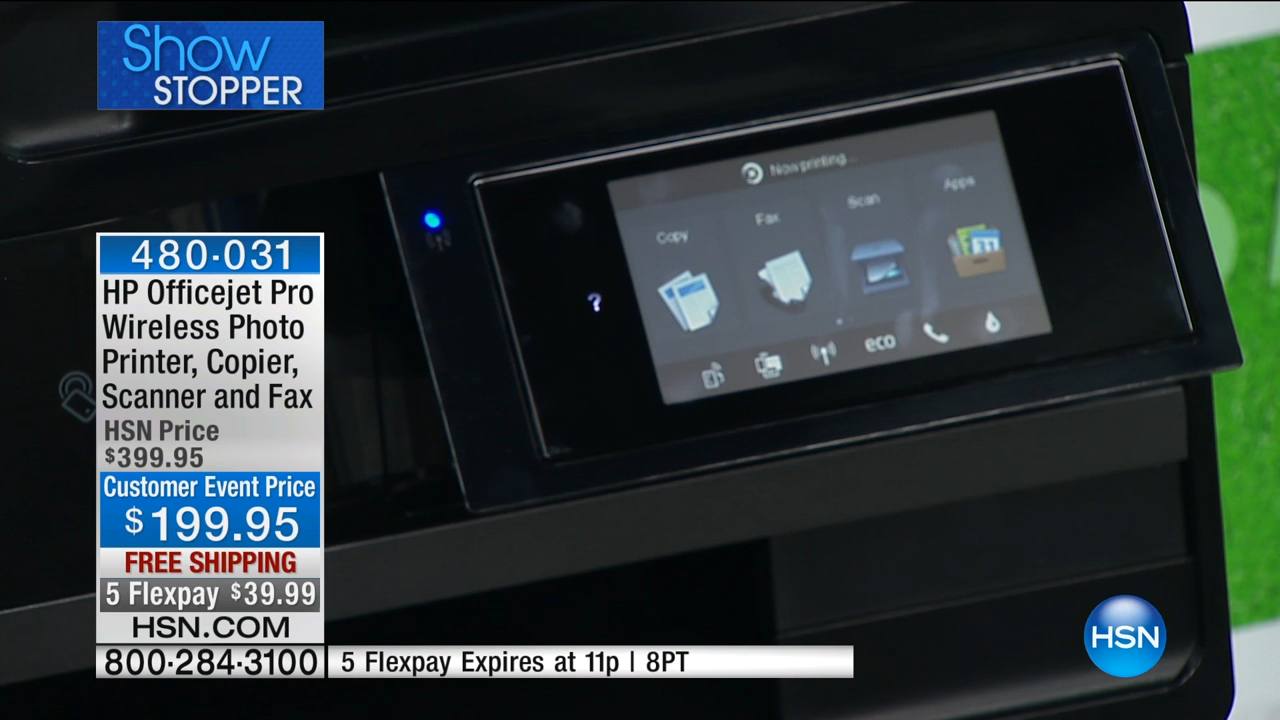 Show
STOPPER
480·031
HP Officejet Pro
Wireless Photo
Printer, Copier,
Scanner and Fax
HSN Price
$399.95
Customer Event Price
$199.95
FREE SHIPPING
5 Flexpay $39.99
HSN.COM
800·284·3100
5 Flexpay Expires at 11p | 8PT
Now printing...
Copy
Fax
Scan
Apps
?
eco
HSN